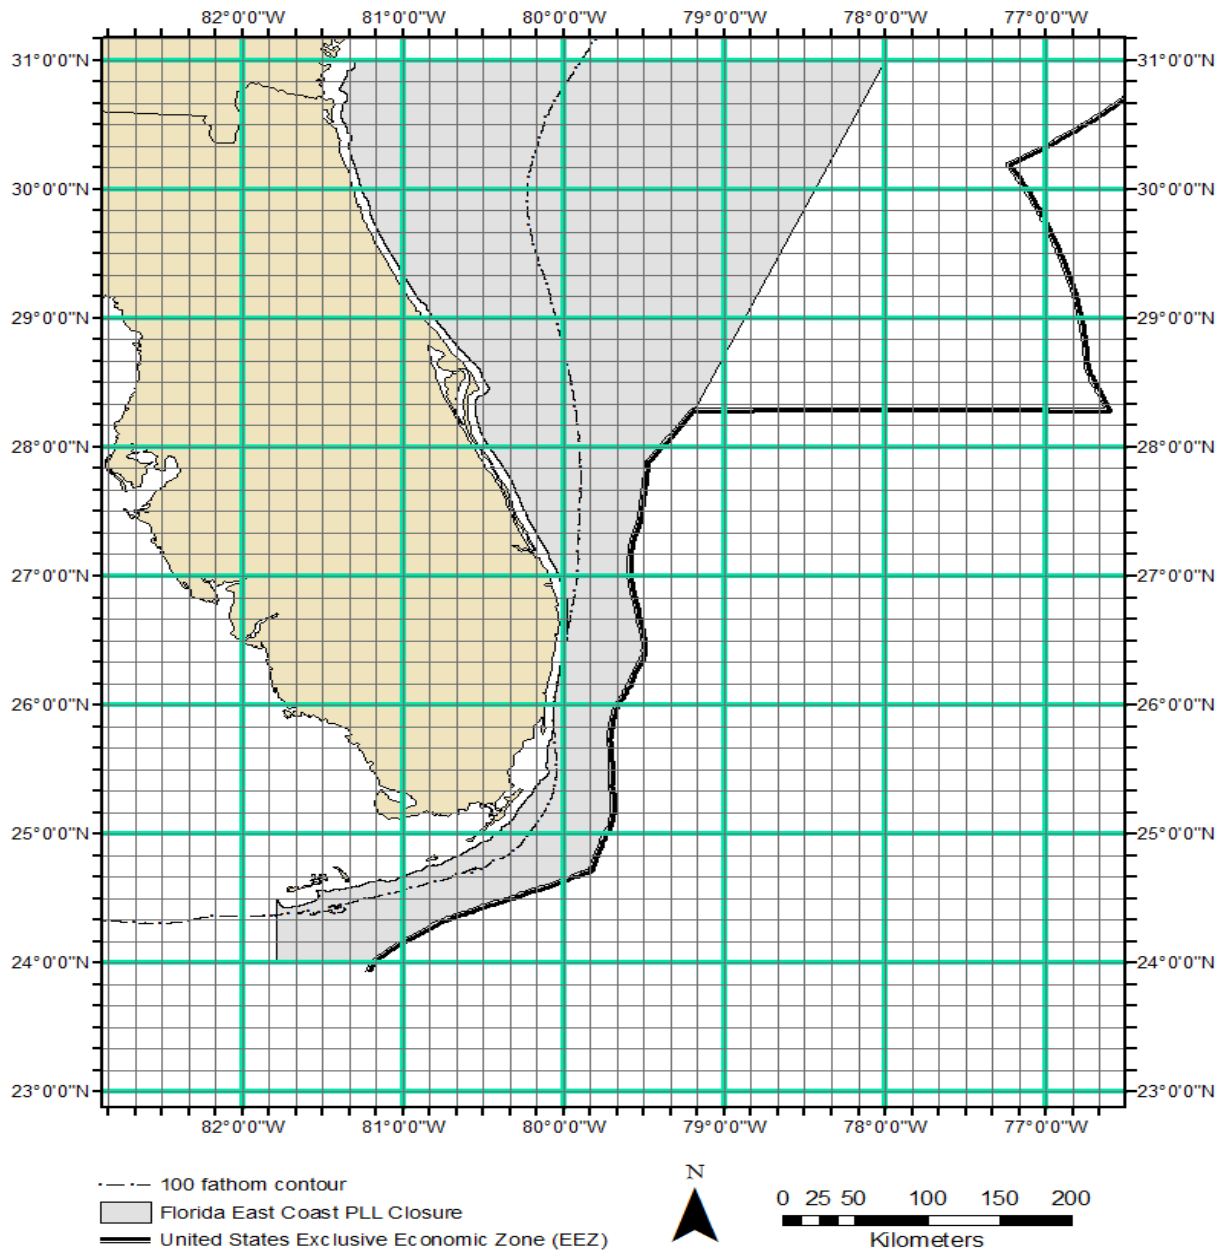 82°0'0"W 81°0'0"W 80°0'0"W 79°0'0"W 78°0'0"W 77°0'0"W
31°0'0"N 31°0'0"N
30°0'0"N 30°0'0"N
29°0'0"N 29°0'0"N
28°0'0"N 28°0'0"N
27°0'0"N 27°0'0"N
26°0'0"N 26°0'0"N
25°0'0"N 25°0'0"N
24°0'0"N 24°0'0"N
23°0'0"N 23°0'0"N
82°0'0"W 81°0'0"W 80°0'0"W 79°0'0"W 78°0'0"W 77°0'0"W
100 fathom contour
Florida East Coast PLL Closure
United States Exclusive Economic Zone (EEZ)
N
0 25 50 100 150 200
Kilometers